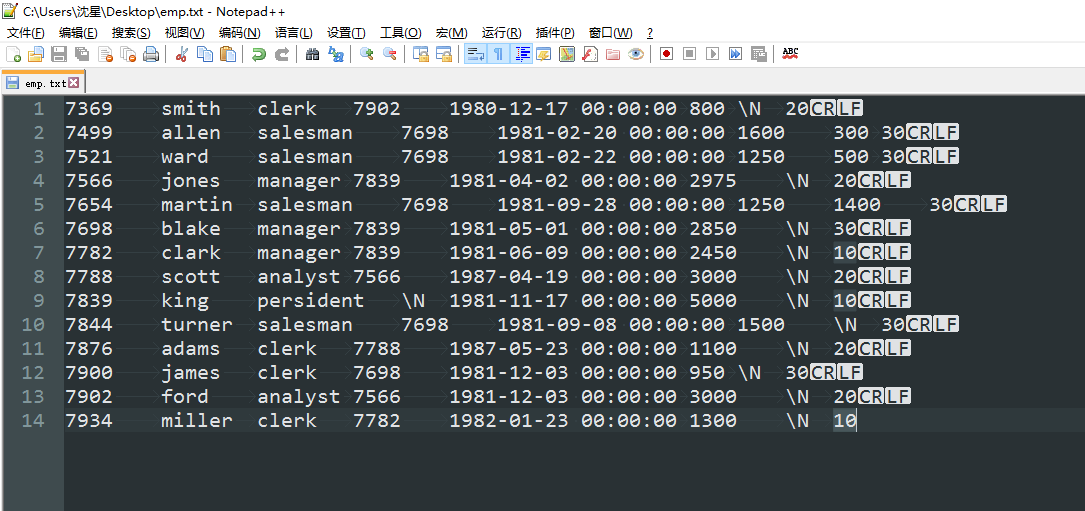 C:\Users\沈星\Desktop\emp.txt - Notepad++
文件(F) 编辑(E) 搜索(S) 视图(V) 编码(N) 语言(L) 设置(T) 工具(O) 宏(M) 运行(R) 插件(P) 窗口(W) ?
ABC
emp.txt
1 7369 smith clerk 7902 1980-12-17 00:00:00 800 \N 20CRLF
2 7499 allen salesman 7698 1981-02-20 00:00:00 1600 300 30CRLF
3 7521 ward salesman 7698 1981-02-22 00:00:00 1250 500 30CRLF
4 7566 jones manager 7839 1981-04-02 00:00:00 2975 \N 20CRLF
5 7654 martin salesman 7698 1981-09-28 00:00:00 1250 1400 30CRLF
6 7698 blake manager 7839 1981-05-01 00:00:00 2850 \N 30CRLF
7 7782 clark manager 7839 1981-06-09 00:00:00 2450 \N 10CRLF
8 7788 scott analyst 7566 1987-04-19 00:00:00 3000 \N 20CRLF
9 7839 king persident \N 1981-11-17 00:00:00 5000 \N 10CRLF
10 7844 turner salesman 7698 1981-09-08 00:00:00 1500 \N 30CRLF
11 7876 adams clerk 7788 1987-05-23 00:00:00 1100 \N 20CRLF
12 7900 james clerk 7698 1981-12-03 00:00:00 950 \N 30CRLF
13 7902 ford analyst 7566 1981-12-03 00:00:00 3000 \N 20CRLF
14 7934 miller clerk 7782 1982-01-23 00:00:00 1300 \N 10